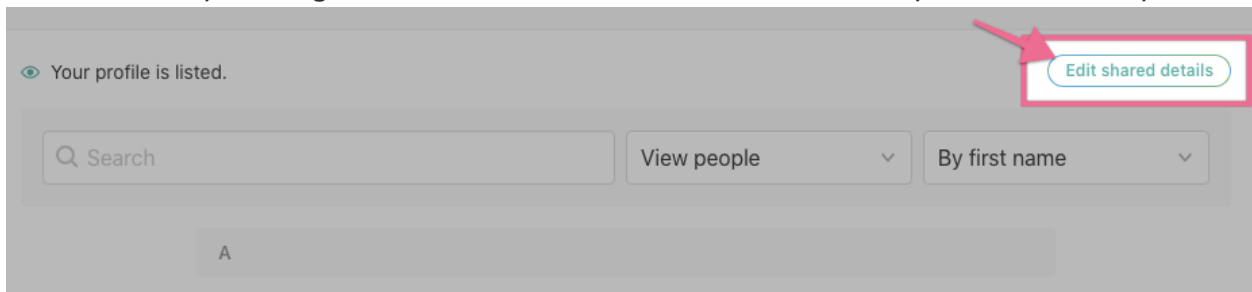 Your profile is listed.
Edit shared details
Search
View people
By first name
A